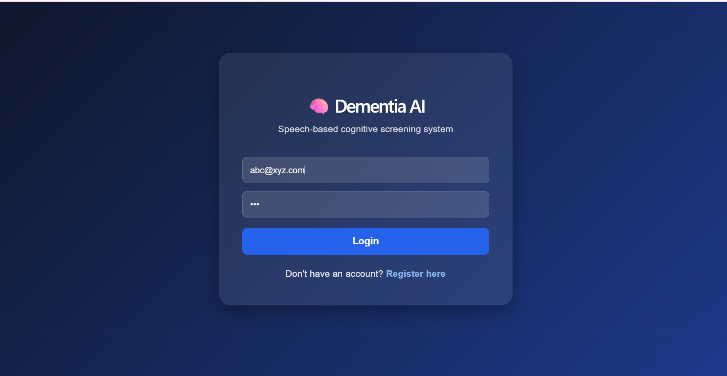 🧠 Dementia AI
Speech-based cognitive screening system
abc@xyz.com
•••
Login
Don't have an account? Register here